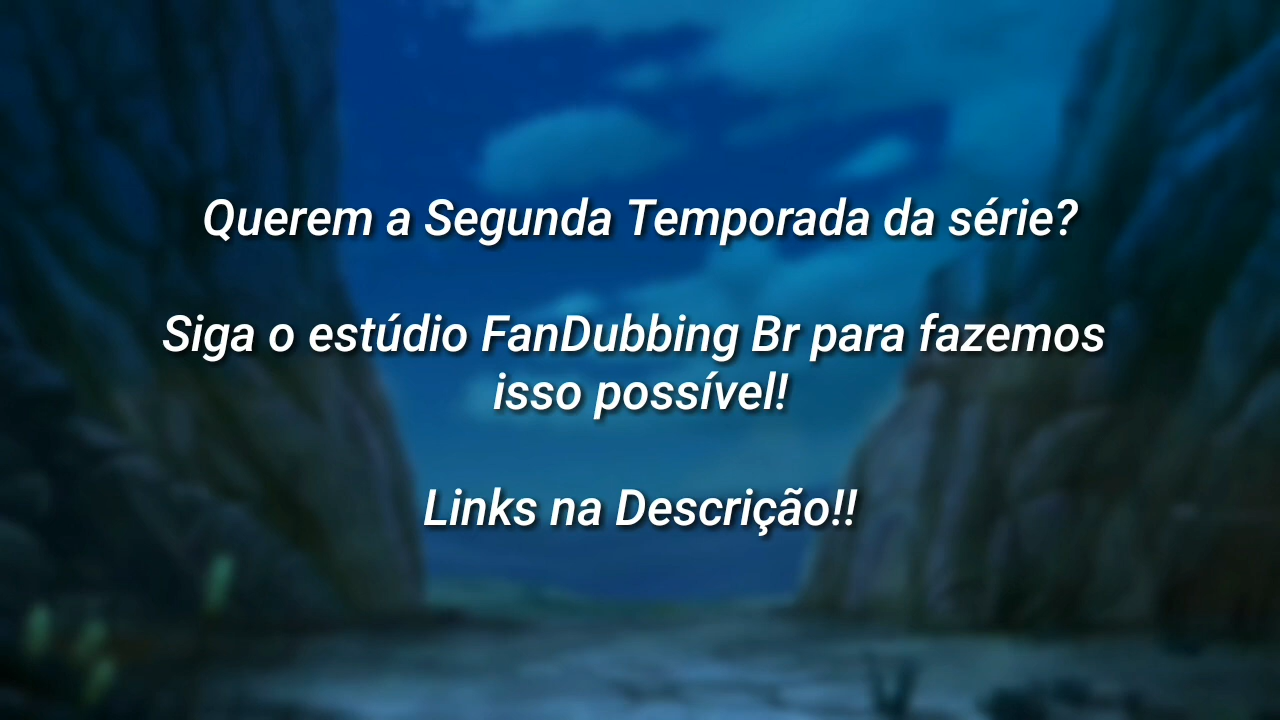 Querem a Segunda Temporada da série?
Siga o estúdio FanDubbing Br para fazemos
isso possível!
Links na Descrição!!